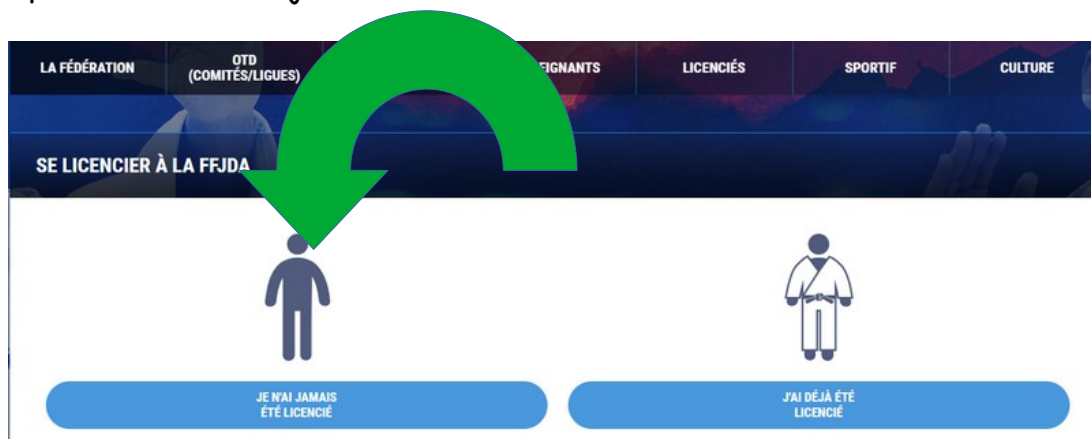 LA FÉDÉRATION
OTD
(COMITÉS/LIGUES)
LICENCIÉS
SPORTIF
CULTURE
SE LICENCIER À LA FFJDA
JE N'AI JAMAIS
ÉTÉ LICENCIÉ
J'AI DÉJÀ ÉTÉ
LICENCIÉ